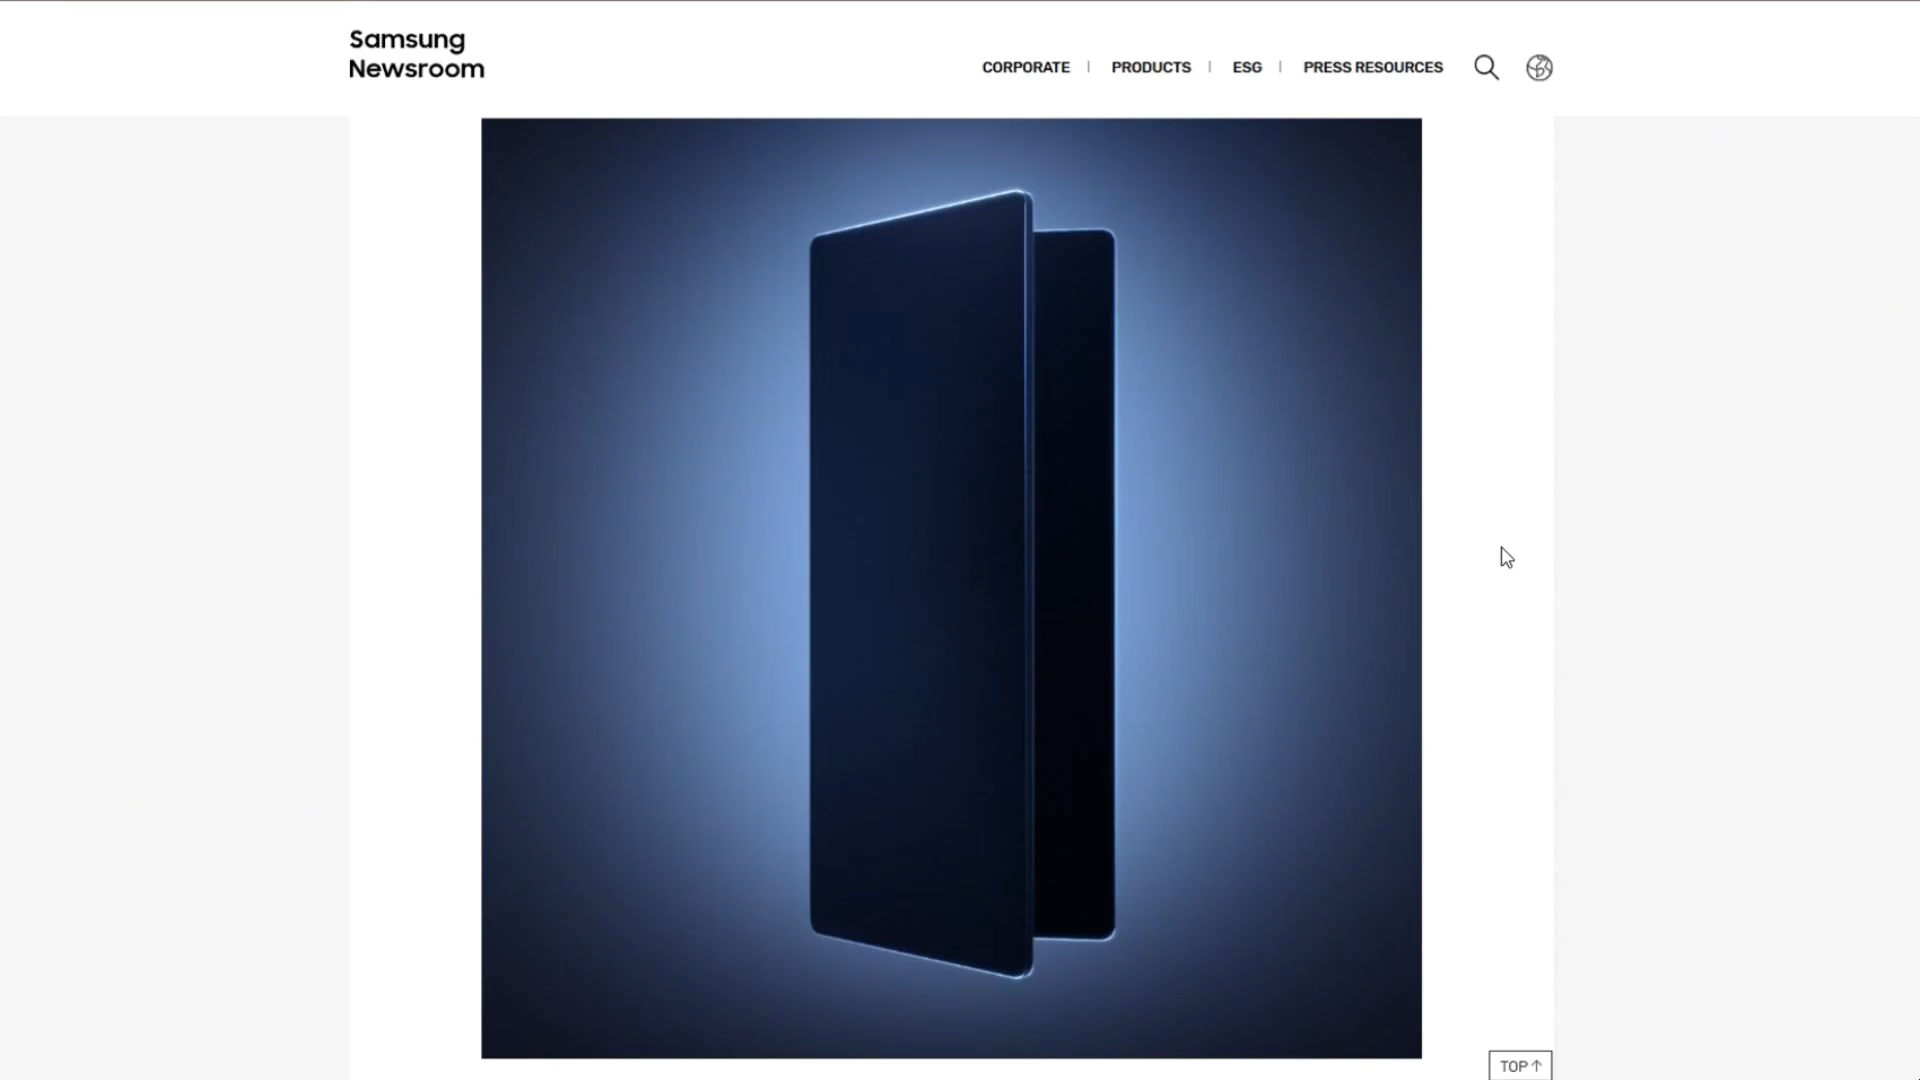 Samsung
Newsroom
CORPORATE | PRODUCTS | ESG | PRESS RESOURCES
TOP↑